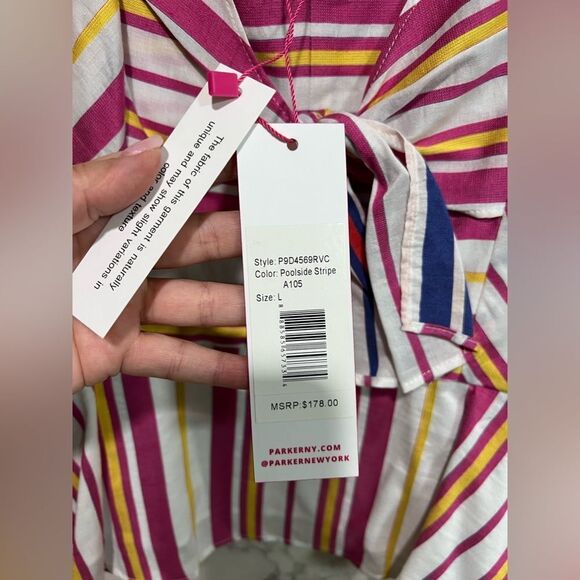 The fabric of this garment is naturally
unique and may show slight variations in
color and texture
Style: P9D4569RVC
Color: Poolside Stripe
A105
Size: L
MSRP:$178.00
PARKERNY.COM
@PARKERNEWYORK